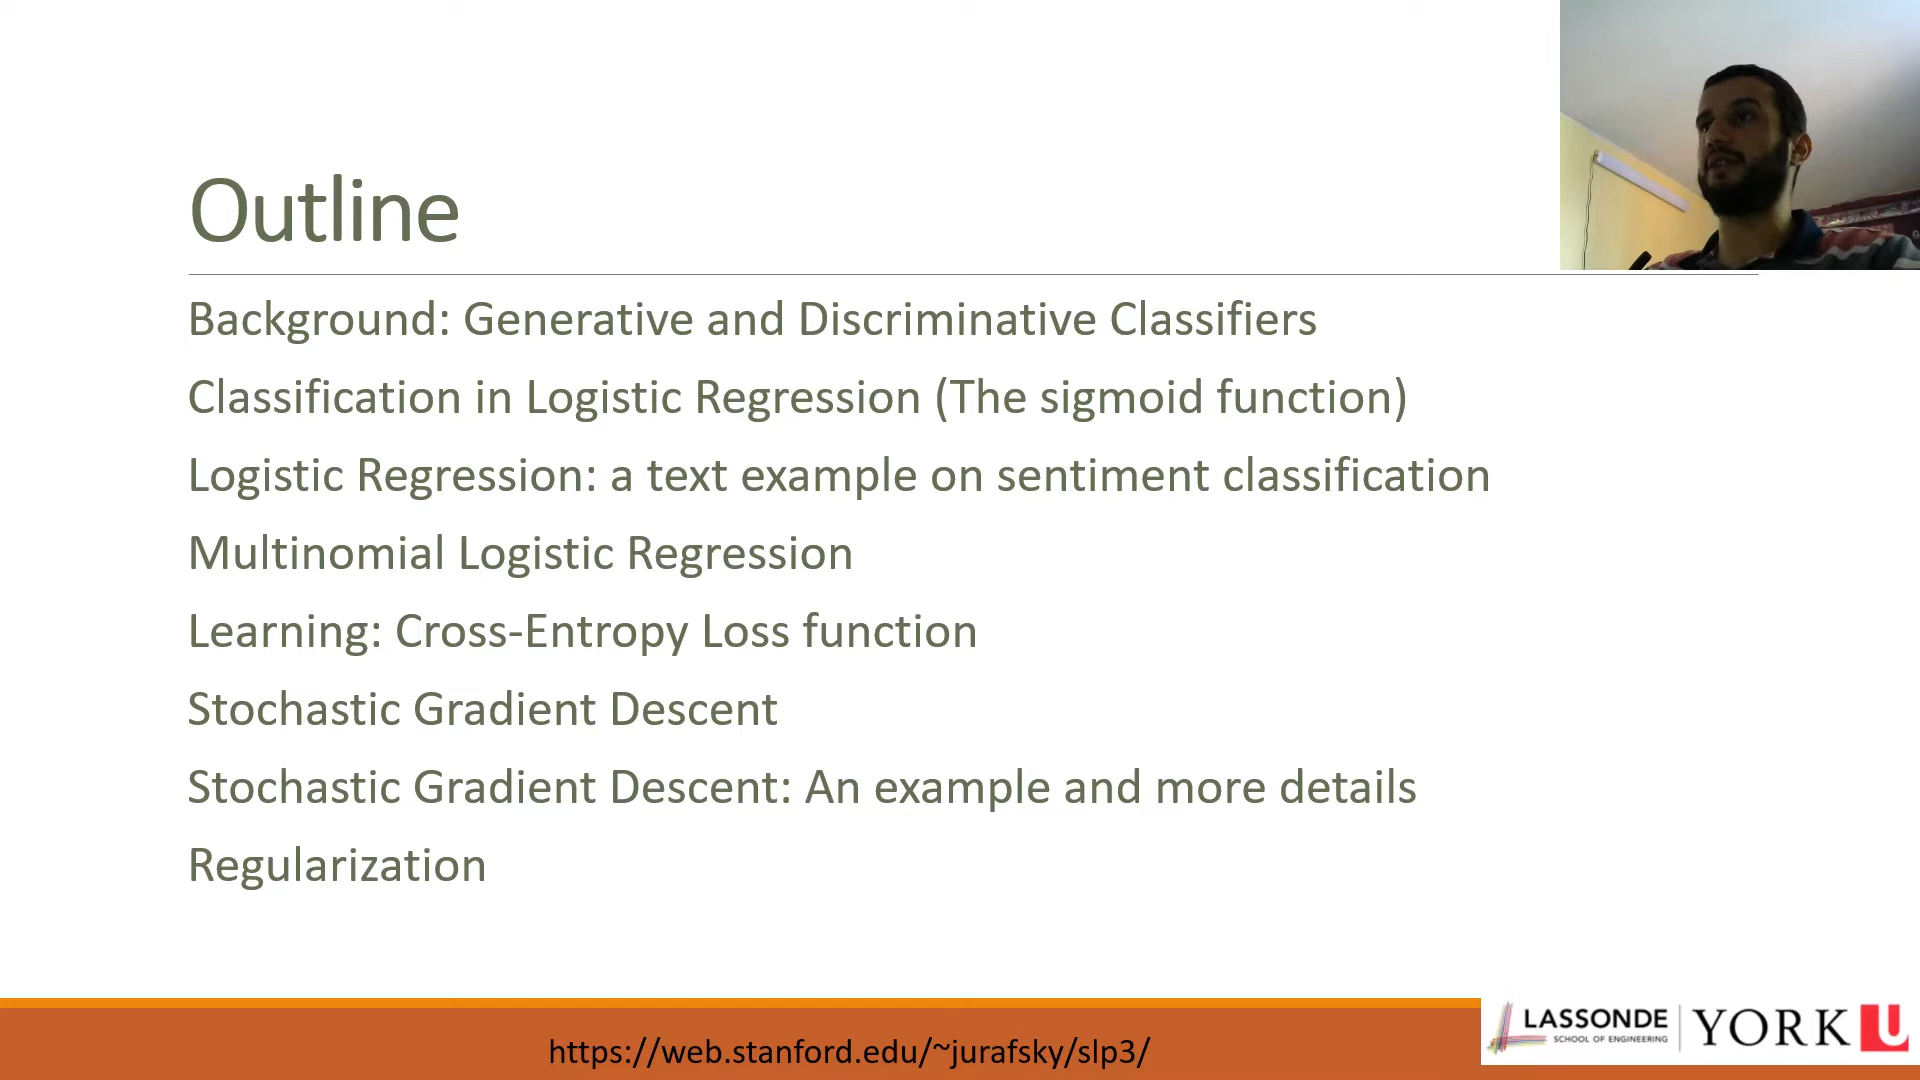 Outline
Background: Generative and Discriminative Classifiers
Classification in Logistic Regression (The sigmoid function)
Logistic Regression: a text example on sentiment classification
Multinomial Logistic Regression
Learning: Cross-Entropy Loss function
Stochastic Gradient Descent
Stochastic Gradient Descent: An example and more details
Regularization
https://web.stanford.edu/~jurafsky/slp3/
LASSONDE
SCHOOL OF ENGINEERING
YORK U